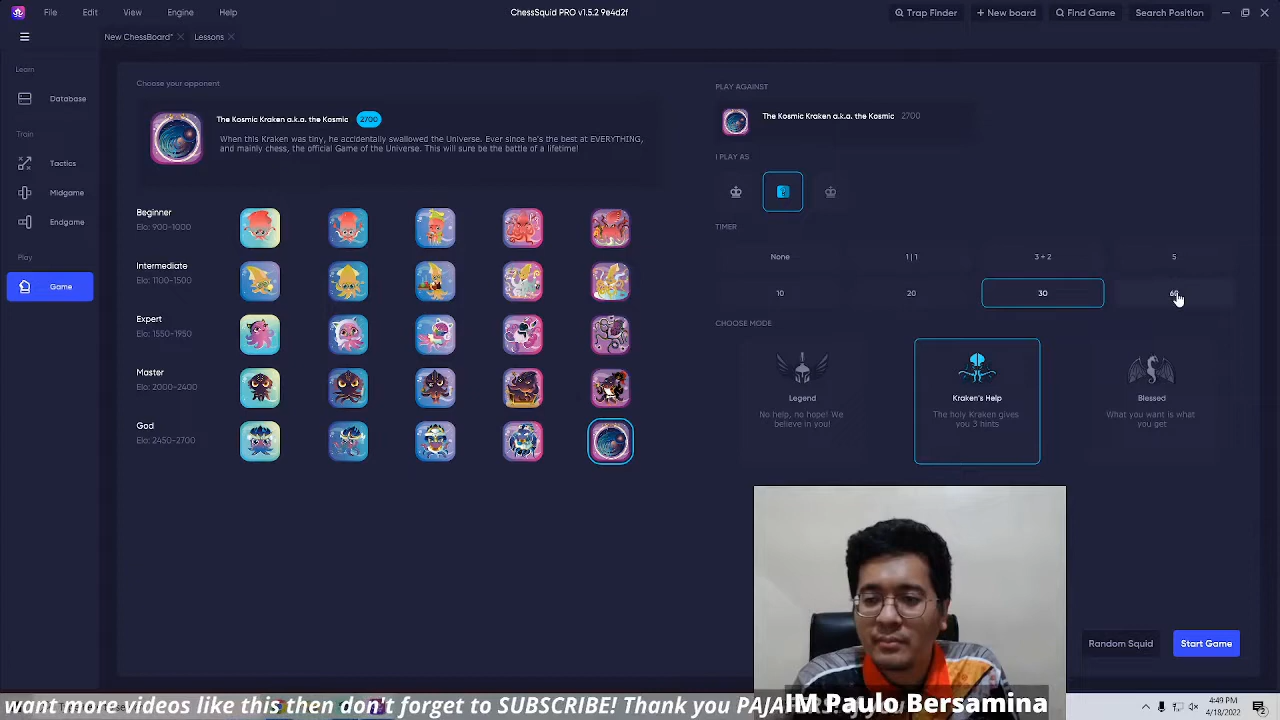 File Edit View Engine Help ChessSquid PRO v1.5.2 9e4d2f Trap Finder + New board Find Game Search Position
New ChessBoard* Lessons
Learn
Database
Train
Tactics
Midgame
Endgame
Play
Game
Choose your opponent
The Kosmic Kraken a.k.a. the Kosmic 2700
When this Kraken was tiny, he accidentally swallowed the Universe. Ever since he's the best at EVERYTHING,
and mainly chess, the official Game of the Universe. This will sure be the battle of a lifetime!
Beginner
Elo: 900-1000
Intermediate
Elo: 1100-1500
Expert
Elo: 1550-1950
Master
Elo: 2000-2400
God
Elo: 2450-2700
PLAY AGAINST
The Kosmic Kraken a.k.a. the Kosmic 2700
I PLAY AS
TIMER
None 1 | 1 3 + 2 5
10 20 30 60
CHOOSE MODE
Legend
No help, no hope! We
believe in you!
Kraken's Help
The holy Kraken gives
you 3 hints
Blessed
What you want is what
you get
Random Squid Start Game
want more videos like this then don't forget to SUBSCRIBE! Thank you
IM Paulo Bersamina
4:49 PM
4/18/2022
2